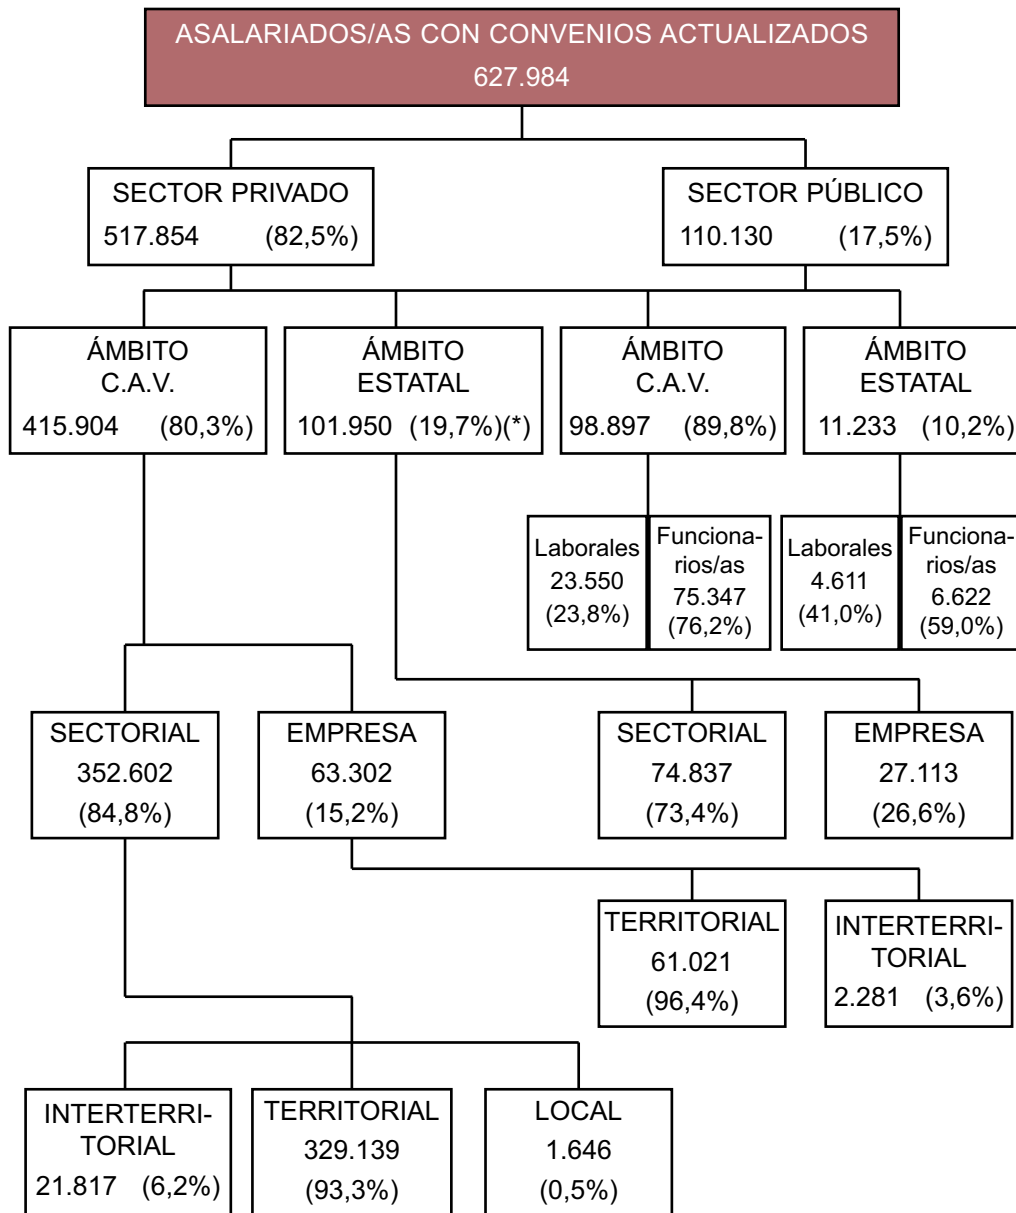 ASALARIADOS/AS CON CONVENIOS ACTUALIZADOS
627.984
SECTOR PRIVADO
517.854 (82,5%)
SECTOR PÚBLICO
110.130 (17,5%)
ÁMBITO
C.A.V.
415.904 (80,3%)
ÁMBITO
ESTATAL
101.950 (19,7%)(*)
ÁMBITO
C.A.V.
98.897 (89,8%)
ÁMBITO
ESTATAL
11.233 (10,2%)
Laborales
23.550
(23,8%)
Funciona-
rios/as
75.347
(76,2%)
Laborales
4.611
(41,0%)
Funciona-
rios/as
6.622
(59,0%)
SECTORIAL
352.602
(84,8%)
EMPRESA
63.302
(15,2%)
SECTORIAL
74.837
(73,4%)
EMPRESA
27.113
(26,6%)
TERRITORIAL
61.021
(96,4%)
INTERTERRI-
TORIAL
2.281 (3,6%)
INTERTERRI-
TORIAL
21.817 (6,2%)
TERRITORIAL
329.139
(93,3%)
LOCAL
1.646
(0,5%)